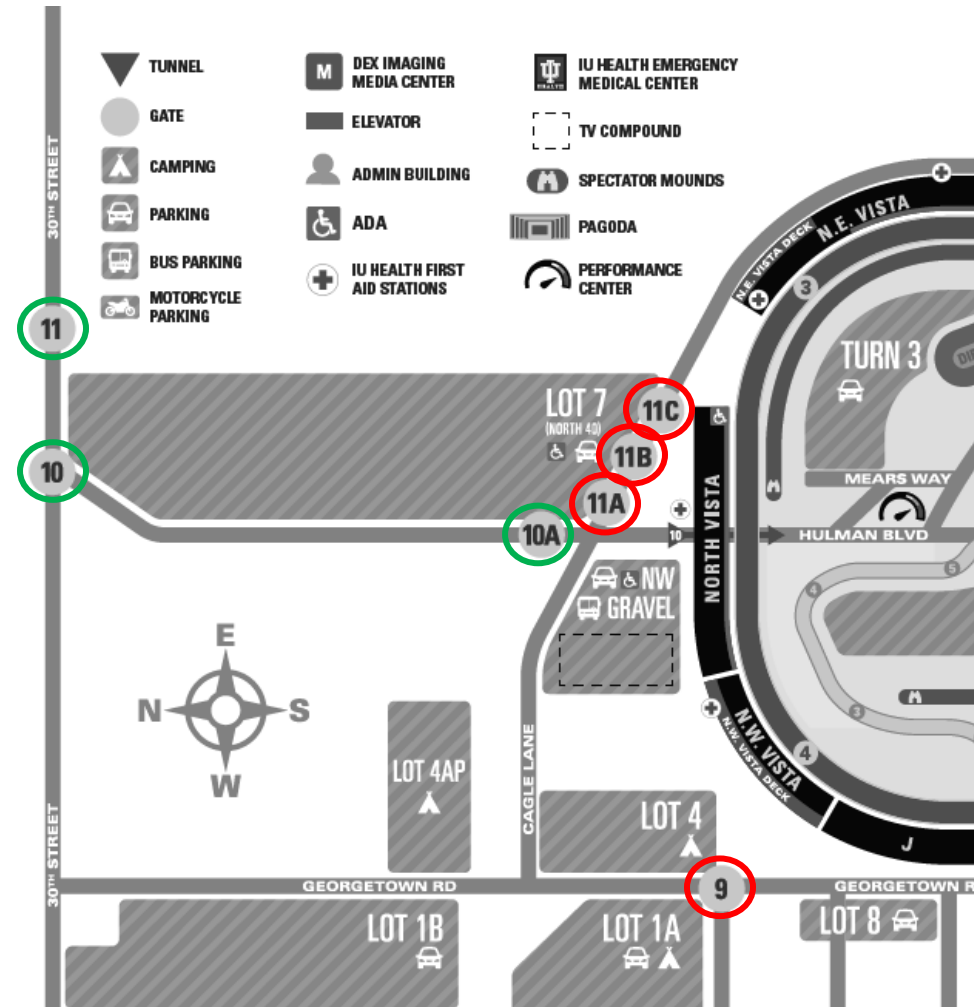 TUNNEL
GATE
CAMPING
PARKING
BUS PARKING
MOTORCYCLE
PARKING
M
DEX IMAGING
MEDIA CENTER
ELEVATOR
ADMIN BUILDING
ADA
IU HEALTH FIRST
AID STATIONS
IU HEALTH EMERGENCY
MEDICAL CENTER
HEALTH
TV COMPOUND
SPECTATOR MOUNDS
PAGODA
PERFORMANCE
CENTER
30TH STREET
11
10
LOT 7
(NORTH 40)
11C
11B
11A
10A
10
N.E. VISTA
N.E. VISTA DECK
3
TURN 3
DIR
MEARS WAY
HULMAN BLVD
NORTH VISTA
NW
GRAVEL
5
4
3
E
N
S
W
N.W. VISTA
N.W. VISTA DECK
4
J
LOT 4AP
CAGLE LANE
LOT 4
30TH STREET
GEORGETOWN RD
9
GEORGETOWN R
LOT 1B
LOT 1A
LOT 8